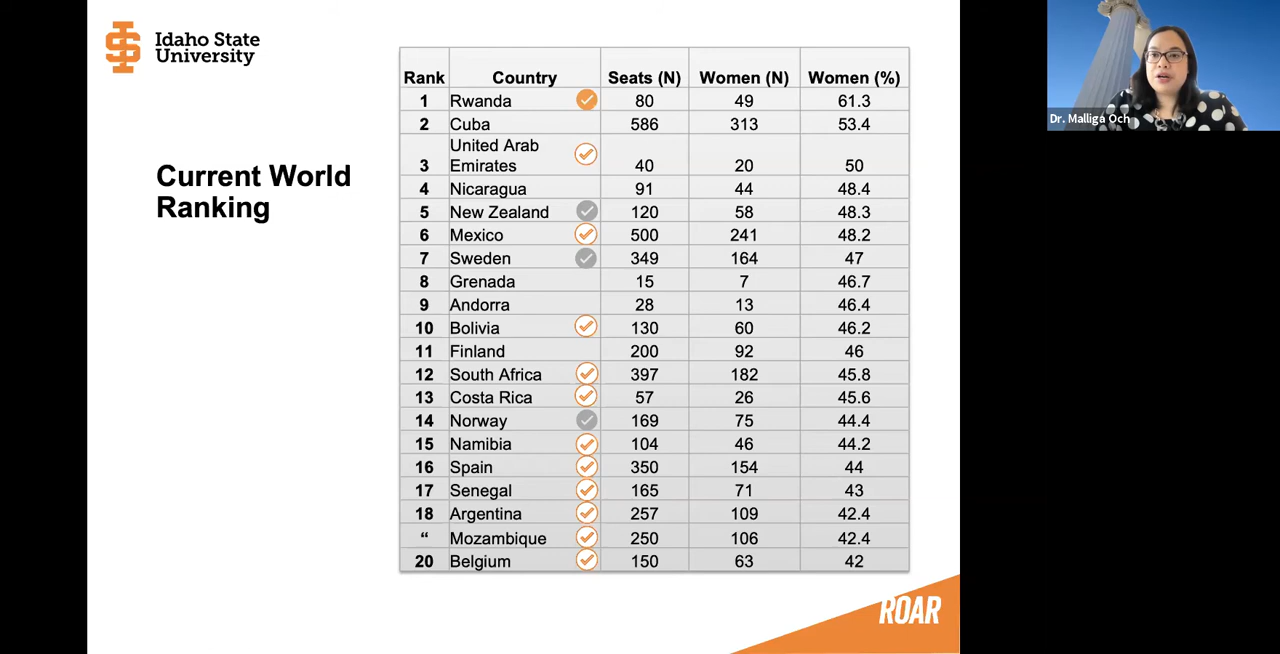 Idaho State
University
Current World
Ranking
Rank Country Seats (N) Women (N) Women (%)
1 Rwanda 80 49 61.3
2 Cuba 586 313 53.4
United Arab
3 Emirates 40 20 50
4 Nicaragua 91 44 48.4
5 New Zealand 120 58 48.3
6 Mexico 500 241 48.2
7 Sweden 349 164 47
8 Grenada 15 7 46.7
9 Andorra 28 13 46.4
10 Bolivia 130 60 46.2
11 Finland 200 92 46
12 South Africa 397 182 45.8
13 Costa Rica 57 26 45.6
14 Norway 169 75 44.4
15 Namibia 104 46 44.2
16 Spain 350 154 44
17 Senegal 165 71 43
18 Argentina 257 109 42.4
“ Mozambique 250 106 42.4
20 Belgium 150 63 42
ROAR
Dr. Malliga Och